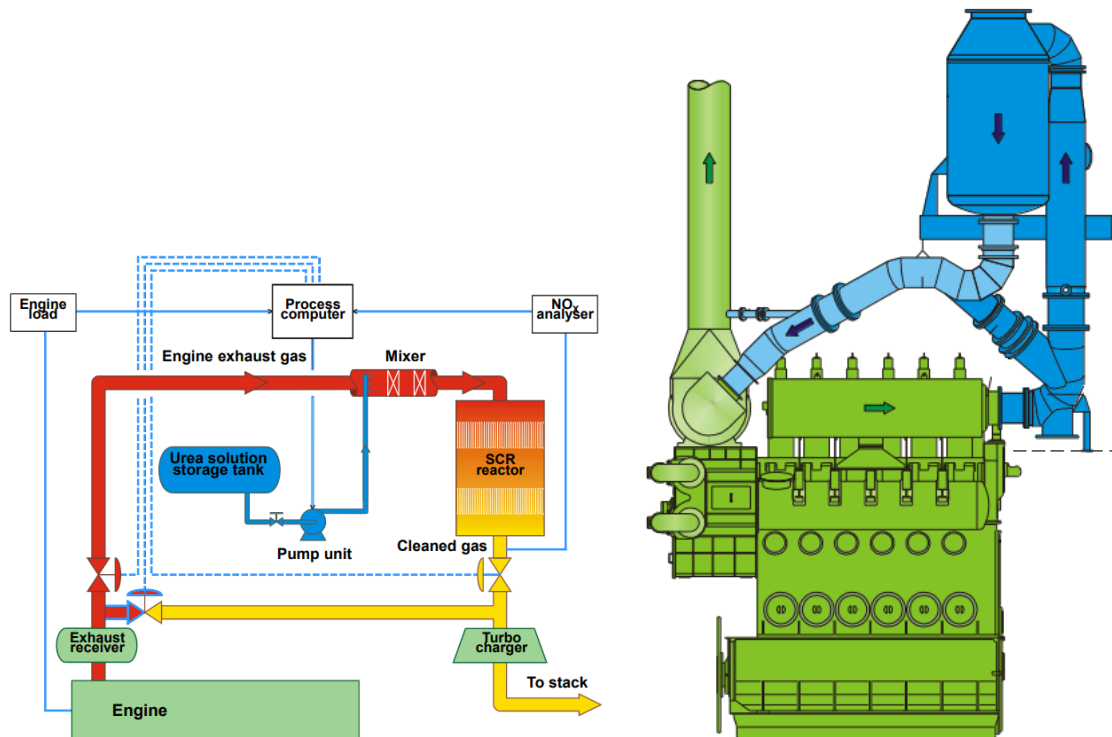 Engine
load
Process
computer
NOx
analyser
Engine exhaust gas
Mixer
Urea solution
storage tank
SCR
reactor
Pump unit
Cleaned gas
Exhaust
receiver
Turbo
charger
To stack
Engine